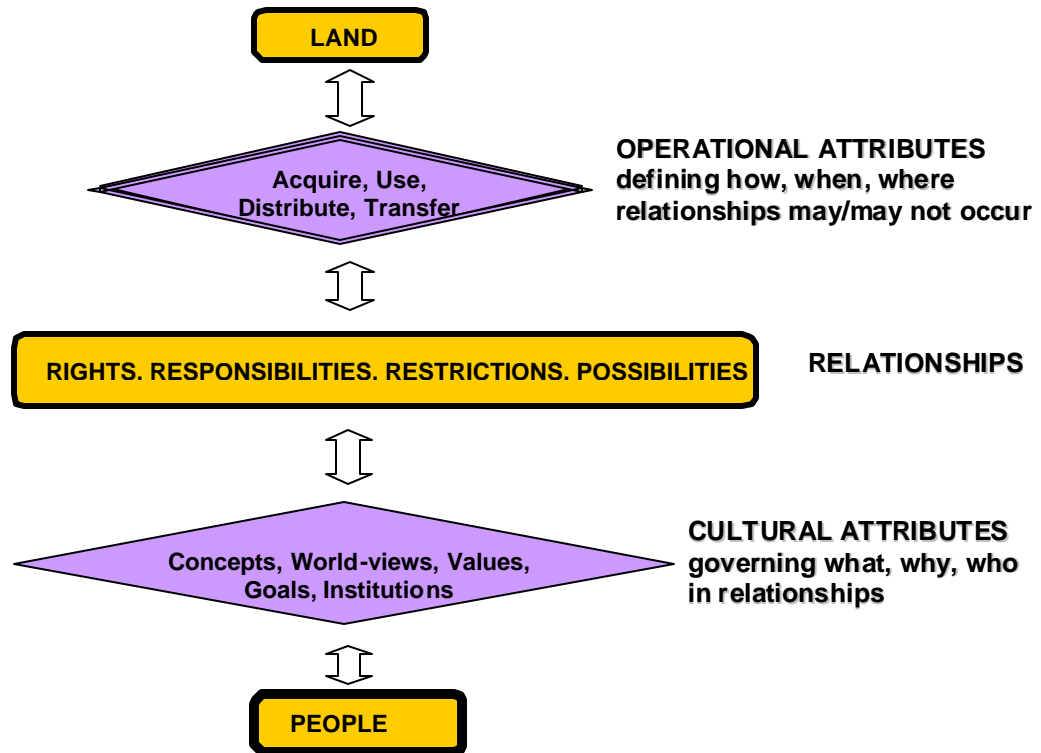 LAND
Acquire, Use,
Distribute, Transfer
OPERATIONAL ATTRIBUTES
defining how, when, where
relationships may/may not occur
RIGHTS. RESPONSIBILITIES. RESTRICTIONS. POSSIBILITIES
RELATIONSHIPS
Concepts, World-views, Values,
Goals, Institutions
CULTURAL ATTRIBUTES
governing what, why, who
in relationships
PEOPLE